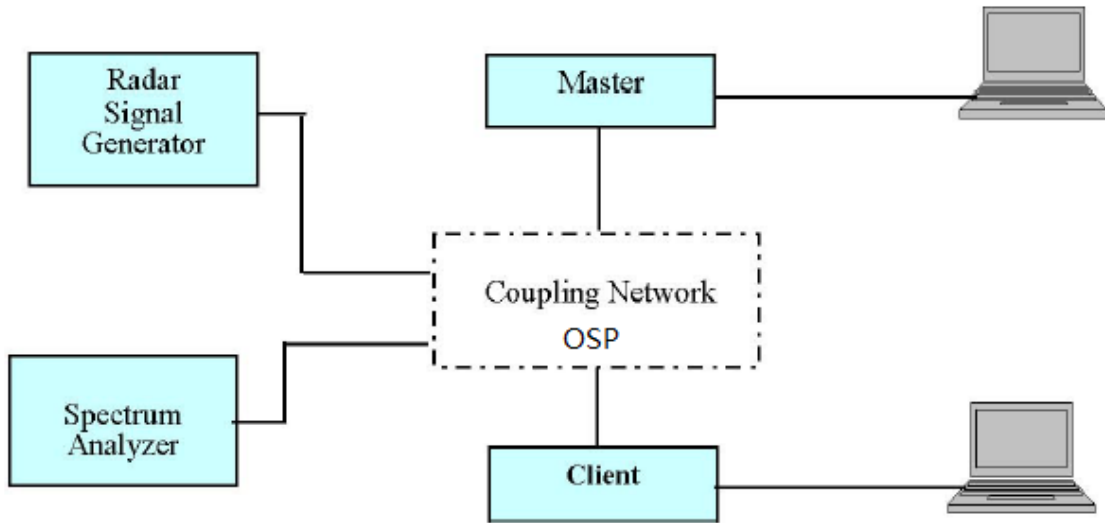 Radar
Signal
Generator
Master
Coupling Network
OSP
Spectrum
Analyzer
Client